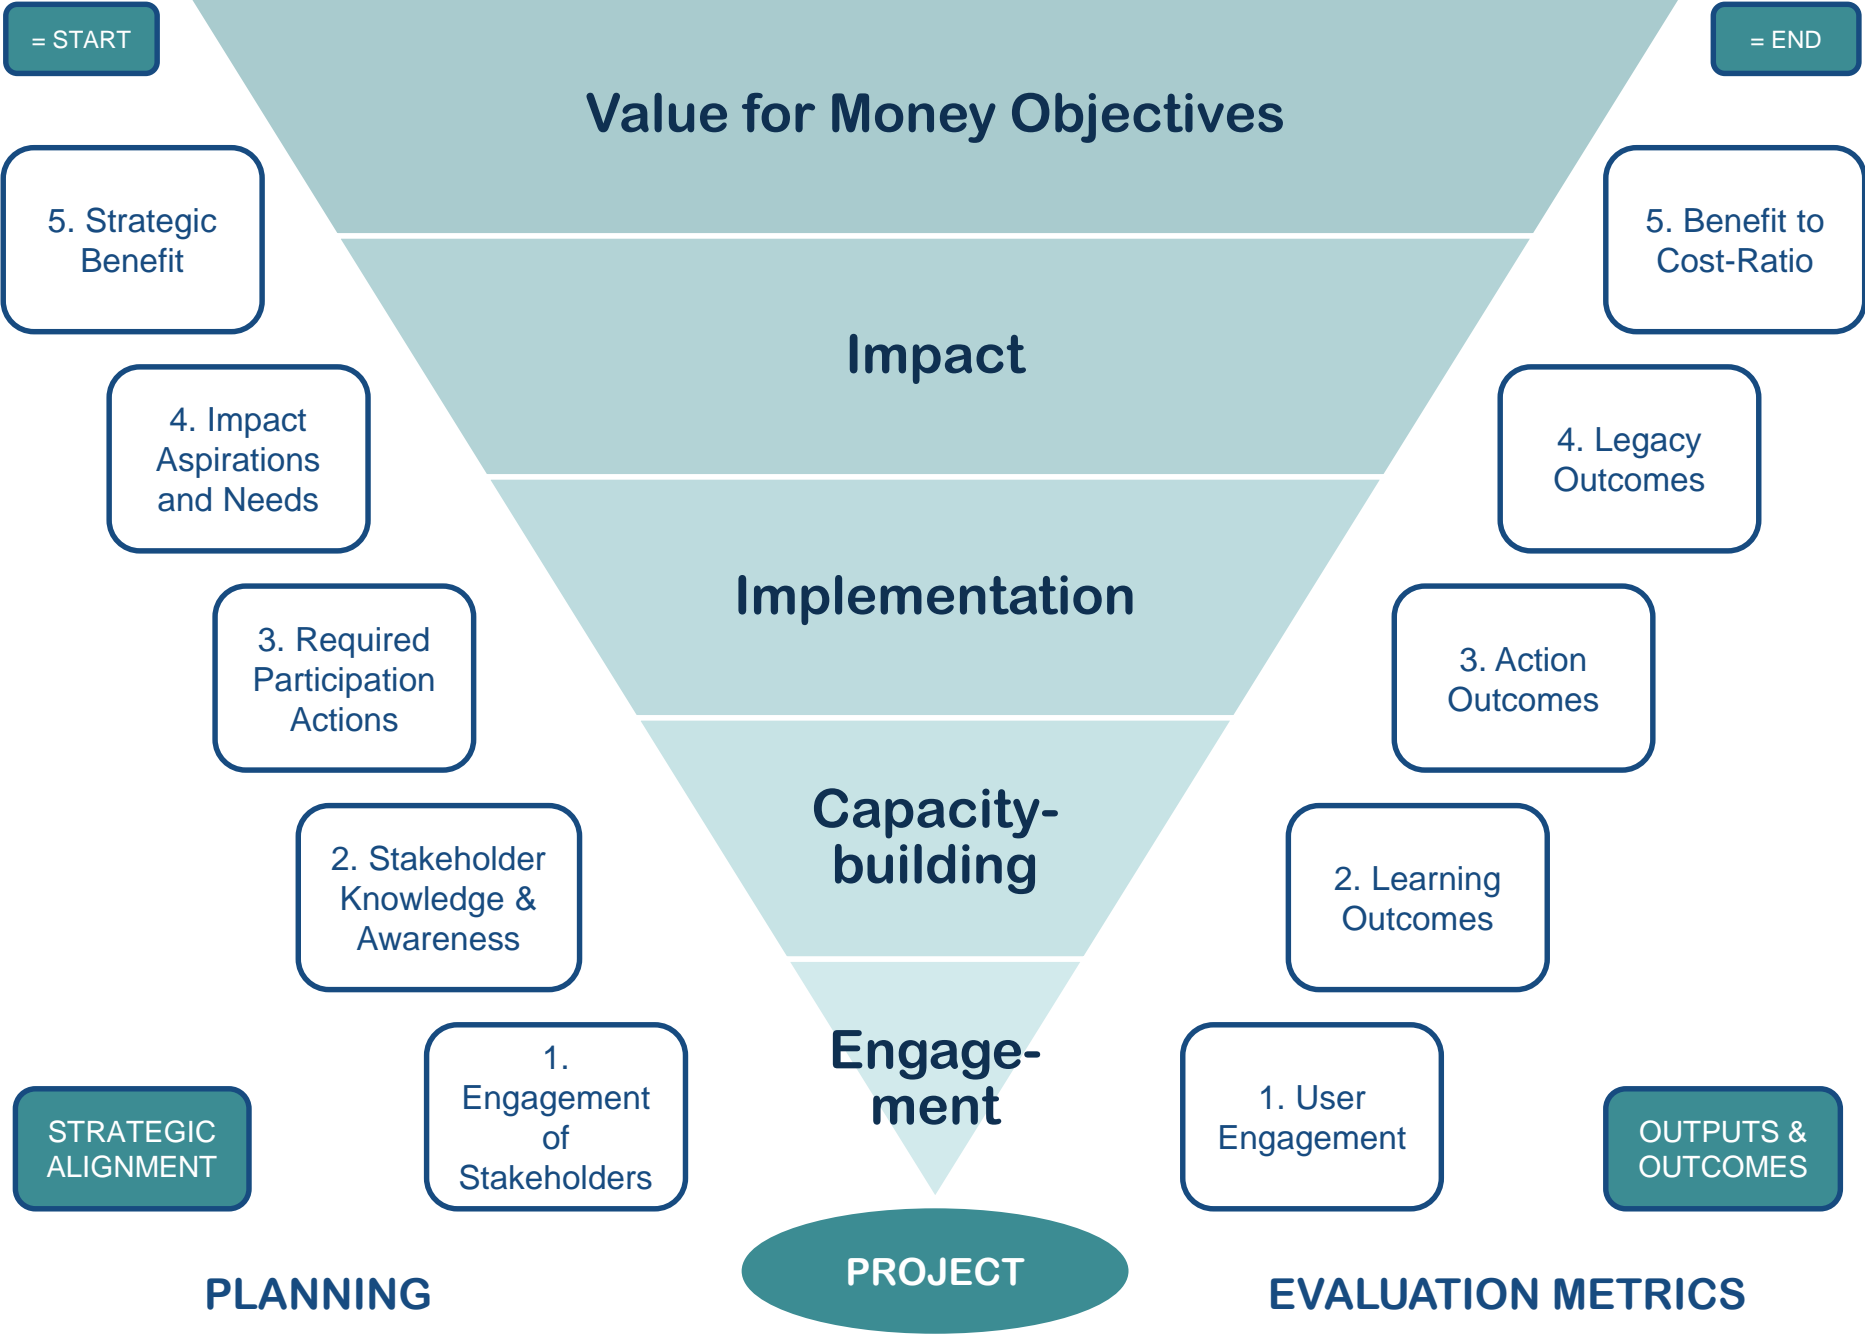 = START
= END
Value for Money Objectives
5. Strategic
Benefit
5. Benefit to
Cost-Ratio
Impact
4. Impact
Aspirations
and Needs
4. Legacy
Outcomes
Implementation
3. Required
Participation
Actions
3. Action
Outcomes
Capacity-
building
2. Stakeholder
Knowledge &
Awareness
2. Learning
Outcomes
Engage-
ment
1.
Engagement
of
Stakeholders
1. User
Engagement
STRATEGIC
ALIGNMENT
OUTPUTS &
OUTCOMES
PLANNING
PROJECT
EVALUATION METRICS